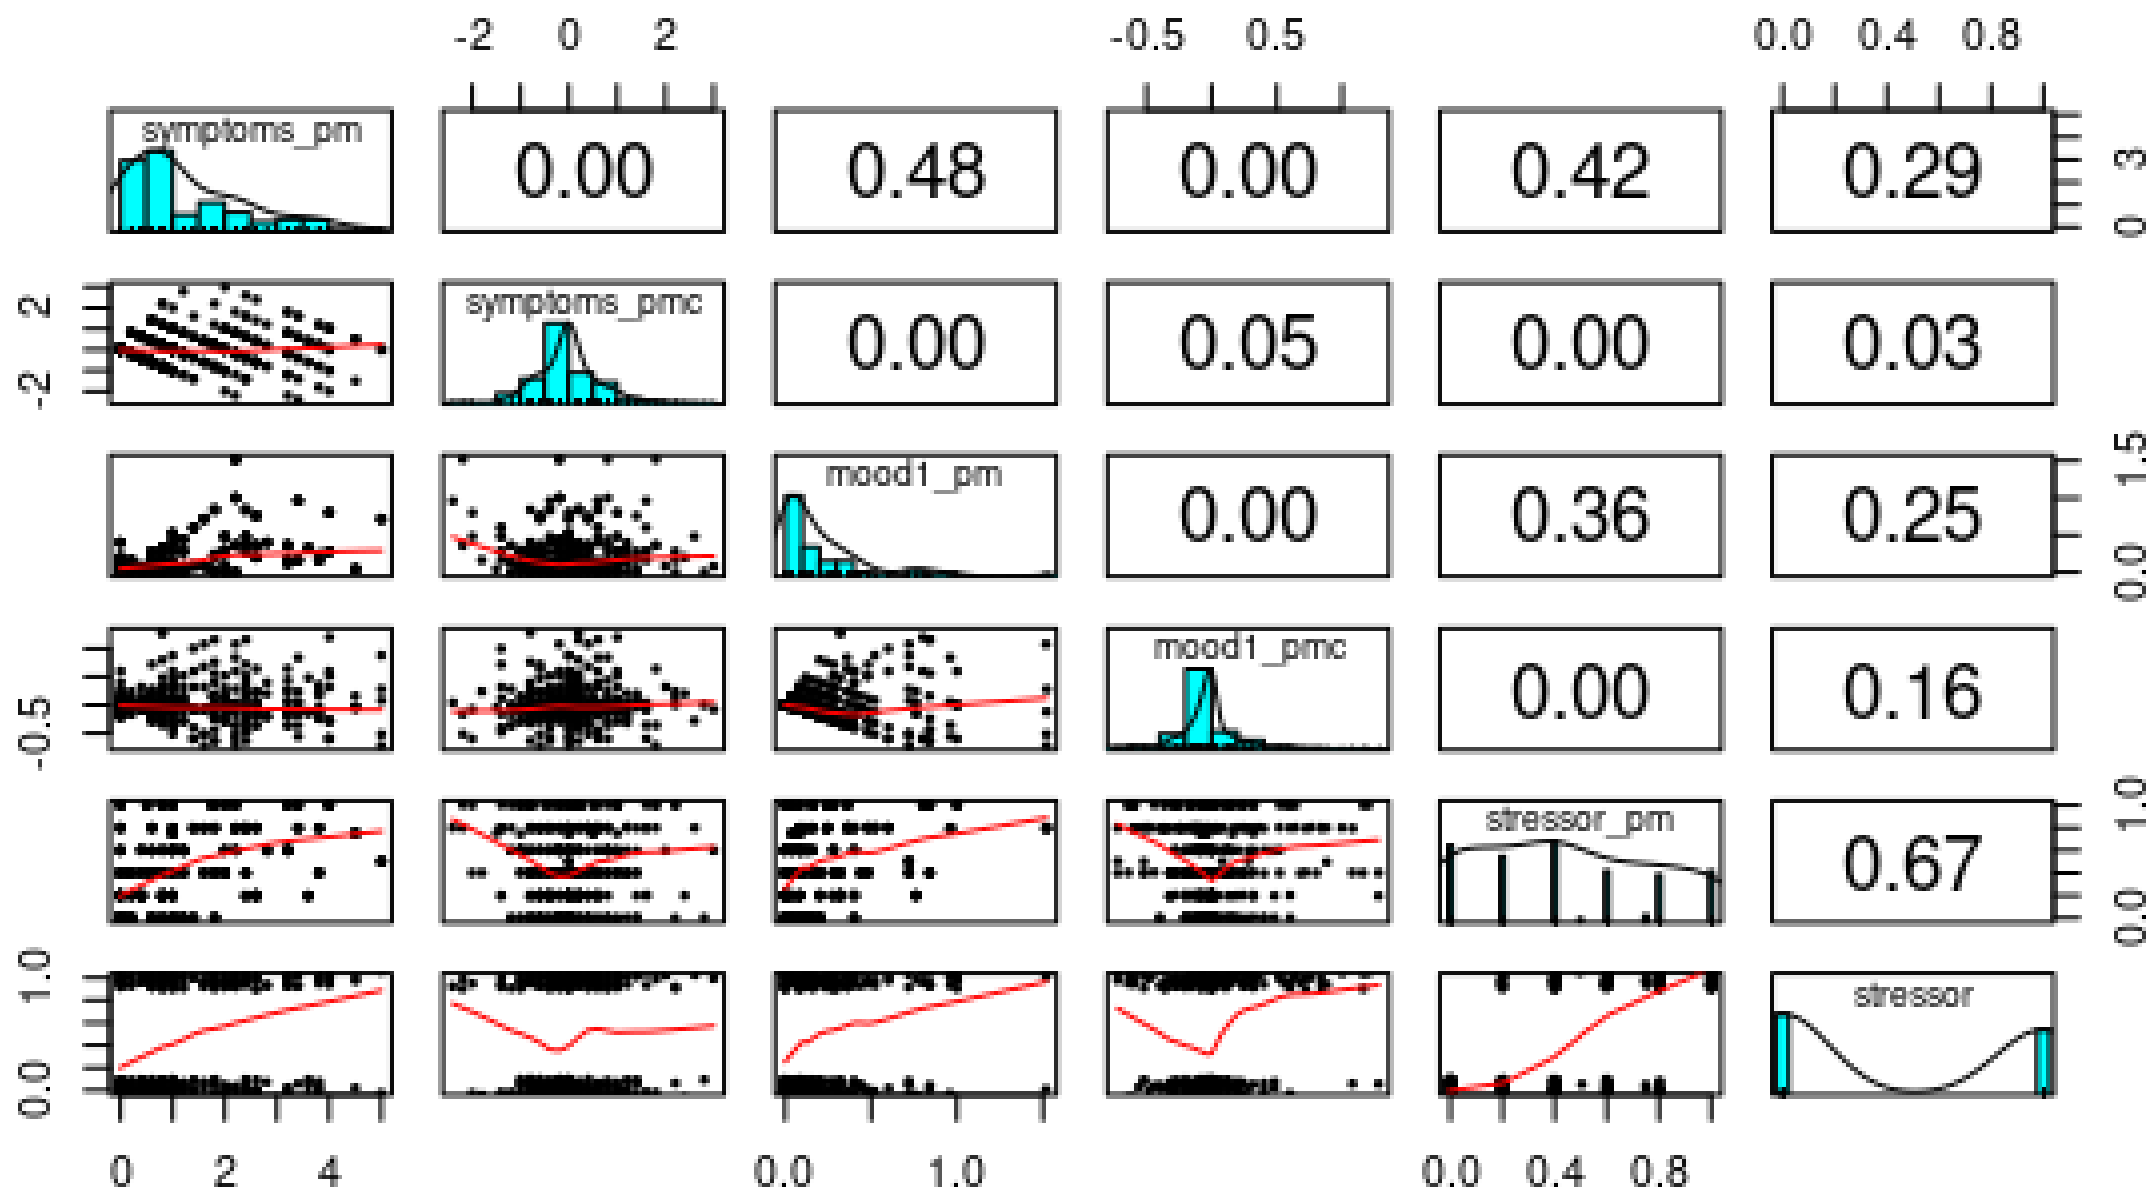 -2 0 2 -0.5 0.5 0.0 0.4 0.8
symptoms_pm 0.00 0.48 0.00 0.42 0.29 0 3
-2 2 symptoms_pmc 0.00 0.05 0.00 0.03
mood1_pm 0.00 0.36 0.25 0.0 1.5
-0.5 mood1_pmc 0.00 0.16
stressor_pm 0.67 0.0 1.0
0.0 1.0 stressor
0 2 4 0.0 1.0 0.0 0.4 0.8